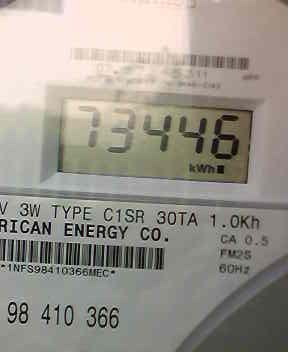 73446
kWh
V 3W TYPE C1SR 30TA 1.0Kh
RICAN ENERGY CO.
CA 0.5
FM2S
60Hz
*1NFS98410366MEC*
98 410 366